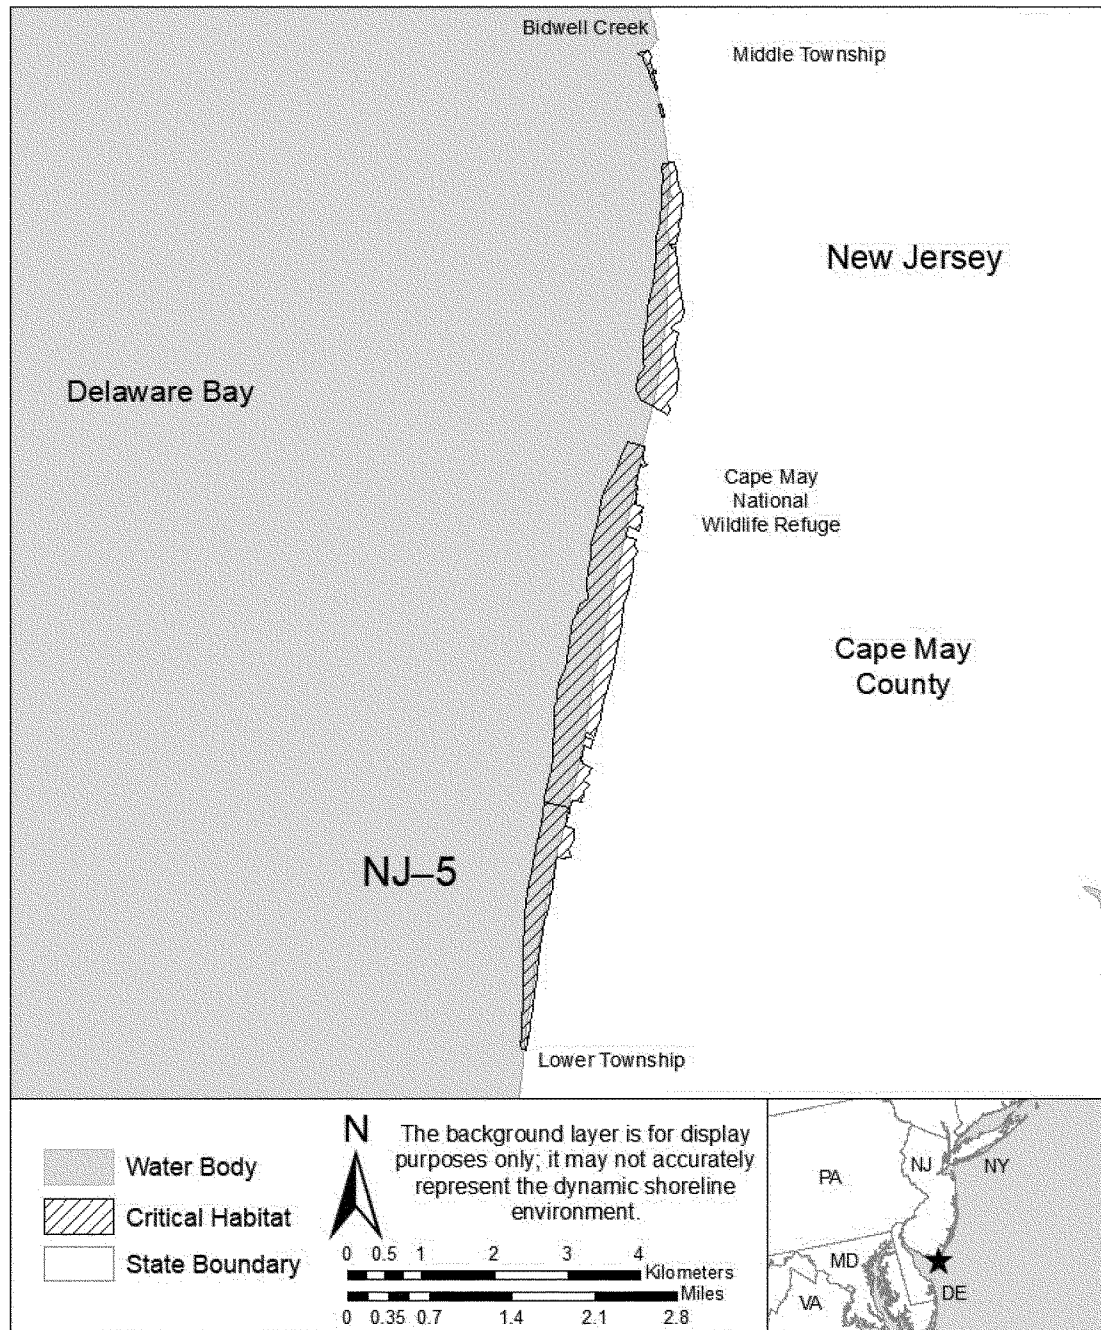 Bidwell Creek
Middle Township
New Jersey
Delaware Bay
Cape May
National
Wildlife Refuge
Cape May
County
NJ–5
Lower Township
Water Body
Critical Habitat
State Boundary
N
The background layer is for display
purposes only; it may not accurately
represent the dynamic shoreline
environment.
0 0.5 1 2 3 4
Kilometers
Miles
0 0.35 0.7 1.4 2.1 2.8
PA
NJ
NY
MD
DE
VA